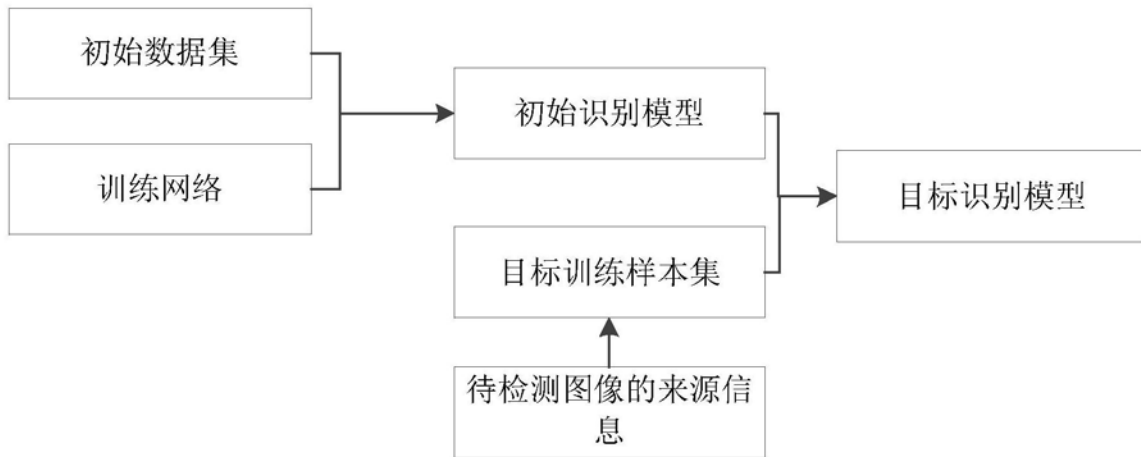 初始数据集
训练网络
初始识别模型
目标训练样本集
待检测图像的来源信
息
目标识别模型